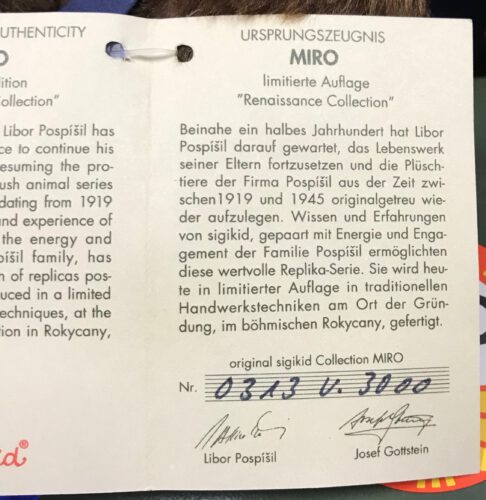 AUTHENTICITY
O
dition
Collection"
Libor Pospíšil has
ce to continue his
esuming the pro-
ush animal series
dating from 1919
and experience of
the energy and
píšil family, has
n of replicas pos-
uced in a limited
echniques, at the
tion in Rokycany,
id®
URSPRUNGSZEUGNIS
MIRO
limitierte Auflage
"Renaissance Collection"
Beinahe ein halbes Jahrhundert hat Libor
Pospíšil darauf gewartet, das Lebenswerk
seiner Eltern fortzusetzen und die Plüsch-
tiere der Firma Pospíšil aus der Zeit zwi-
schen1919 und 1945 originalgetreu wie-
der aufzulegen. Wissen und Erfahrungen
von sigikid, gepaart mit Energie und Enga-
gement der Familie Pospíšil ermöglichten
diese wertvolle Replika-Serie. Sie wird heu-
te in limitierter Auflage in traditionellen
Handwerkstechniken am Ort der Grün-
dung, im böhmischen Rokycany, gefertigt.
original sigikid Collection MIRO
Nr. 0313 v. 3000
Libor Pospíšil
Josef Gottstein